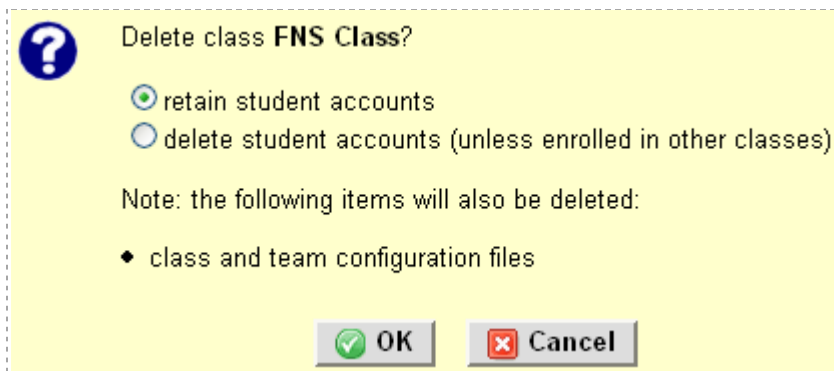 Delete class FNS Class?
retain student accounts
delete student accounts (unless enrolled in other classes)
Note: the following items will also be deleted:
◆ class and team configuration files
OK Cancel